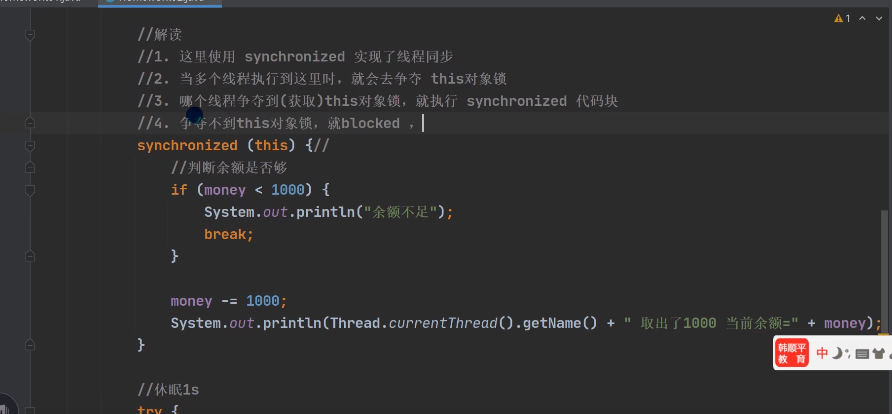 //解读
//1. 这里使用 synchronized 实现了线程同步
//2. 当多个线程执行到这里时，就会去争夺 this对象锁
//3. 哪个线程争夺到(获取)this对象锁，就执行 synchronized 代码块
//4. 争夺不到this对象锁，就blocked ，
synchronized (this) {//
//判断余额是否够
if (money < 1000) {
System.out.println("余额不足");
break;
}
money -= 1000;
System.out.println(Thread.currentThread().getName() + " 取出了1000 当前余额=" + money);
}
//休眠1s
try {
1
韩顺平
教育
中